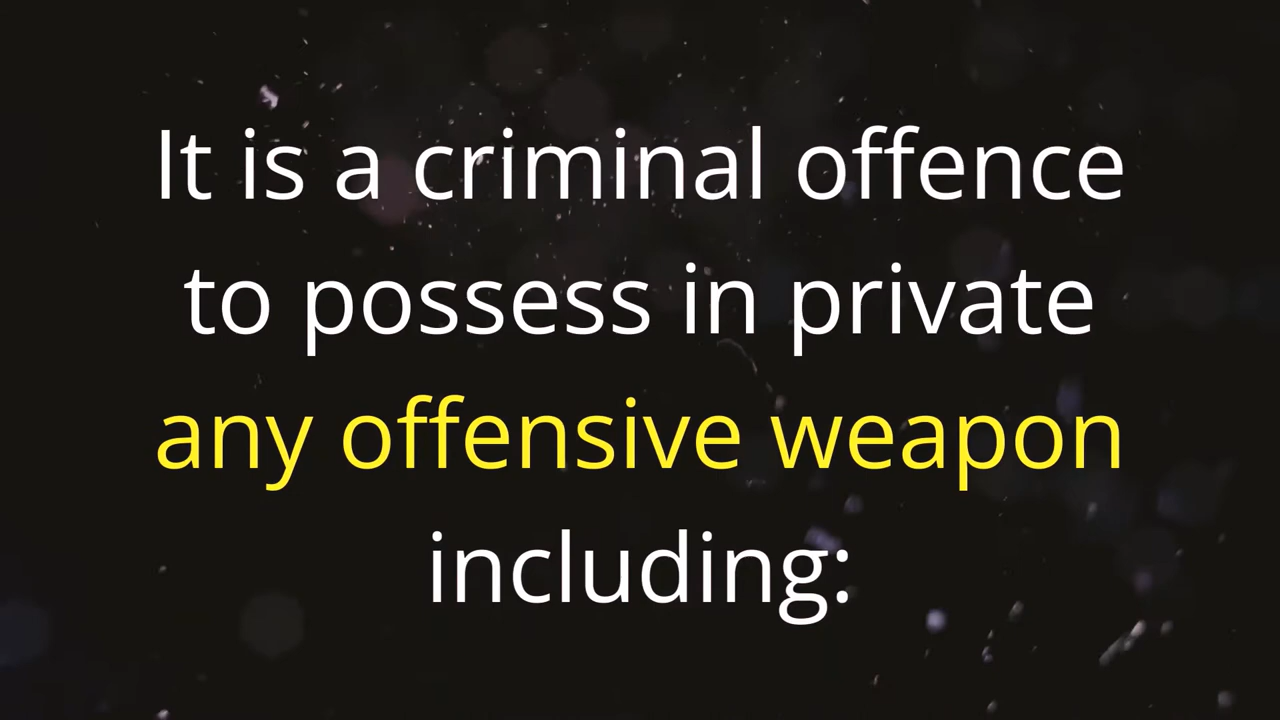 It is a criminal offence
to possess in private
any offensive weapon
including: